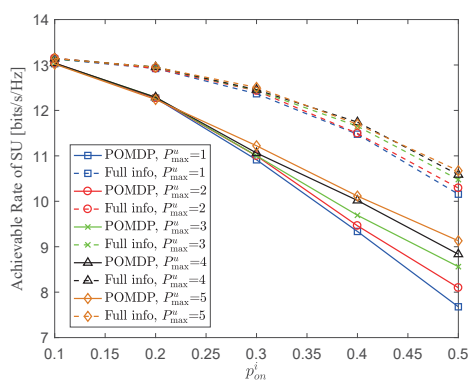 14
13
12
11
10
9
8
7
Achievable Rate of SU [bits/s/Hz]
POMDP, P^u_max=1
Full info, P^u_max=1
POMDP, P^u_max=2
Full info, P^u_max=2
POMDP, P^u_max=3
Full info, P^u_max=3
POMDP, P^u_max=4
Full info, P^u_max=4
POMDP, P^u_max=5
Full info, P^u_max=5
0.1 0.15 0.2 0.25 0.3 0.35 0.4 0.45 0.5
p^i_on